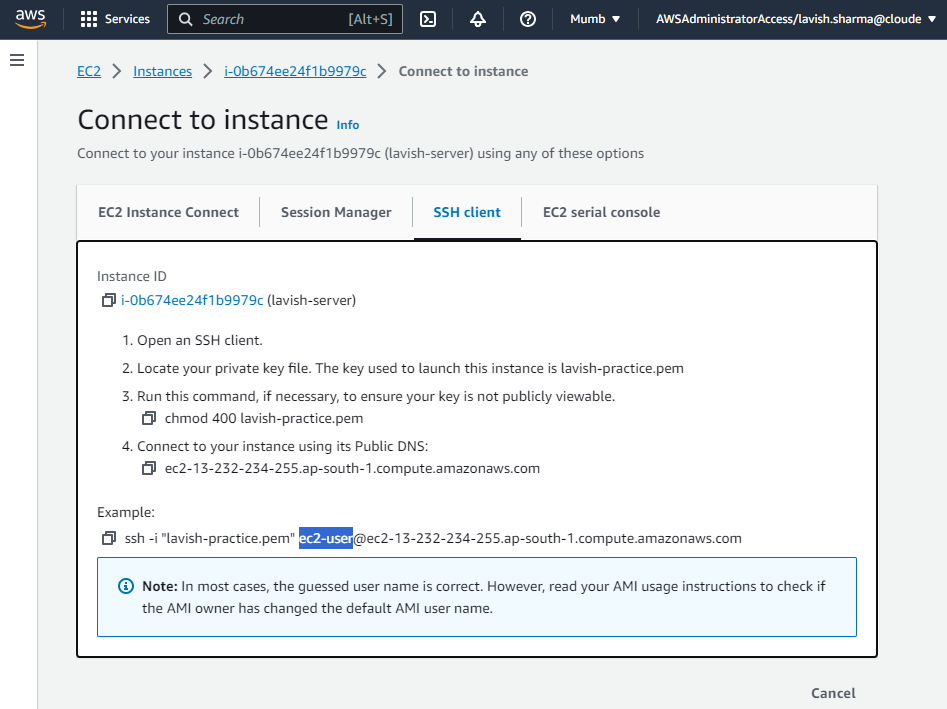 aws Services Search [Alt+S] Mumb AWSAdministratorAccess/lavish.sharma@cloude
EC2 > Instances > i-0b674ee24f1b9979c > Connect to instance
Connect to instance Info
Connect to your instance i-0b674ee24f1b9979c (lavish-server) using any of these options
EC2 Instance Connect Session Manager SSH client EC2 serial console
Instance ID
i-0b674ee24f1b9979c (lavish-server)
1. Open an SSH client.
2. Locate your private key file. The key used to launch this instance is lavish-practice.pem
3. Run this command, if necessary, to ensure your key is not publicly viewable.
chmod 400 lavish-practice.pem
4. Connect to your instance using its Public DNS:
ec2-13-232-234-255.ap-south-1.compute.amazonaws.com
Example:
ssh -i "lavish-practice.pem" ec2-user@ec2-13-232-234-255.ap-south-1.compute.amazonaws.com
Note: In most cases, the guessed user name is correct. However, read your AMI usage instructions to check if
the AMI owner has changed the default AMI user name.
Cancel